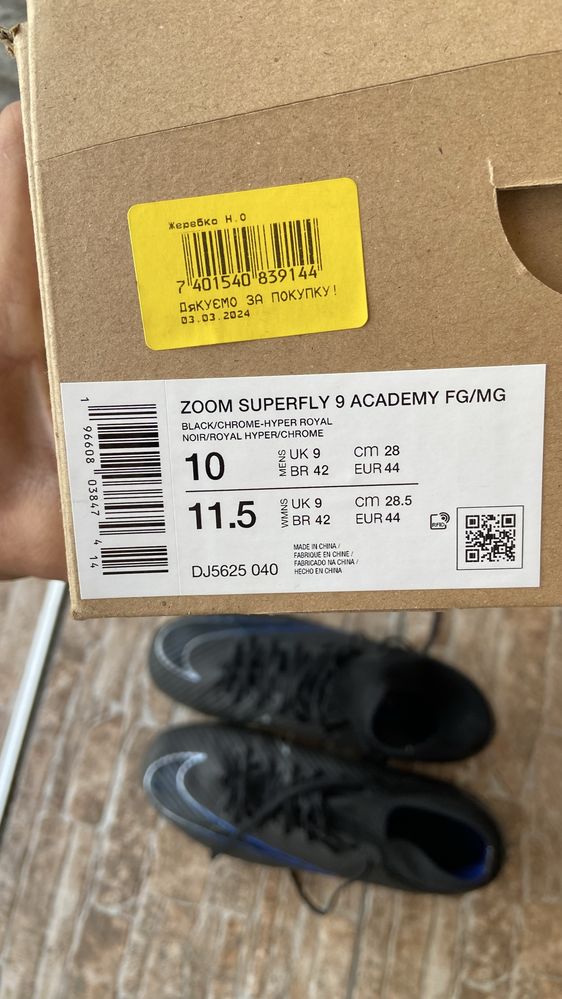 Жеребко Н.О
7 401540 839144
ДЯКУЄМО ЗА ПОКУПКУ!
03.03.2024
1 96608 03847 4 14
ZOOM SUPERFLY 9 ACADEMY FG/MG
BLACK/CHROME-HYPER ROYAL
NOIR/ROYAL HYPER/CHROME
10 MENS UK 9 CM 28
BR 42 EUR 44
11.5 WMNS UK 9 CM 28.5
BR 42 EUR 44
RFID
DJ5625 040
MADE IN CHINA /
FABRIQUE EN CHINE /
FABRICADO NA CHINA /
HECHO EN CHINA